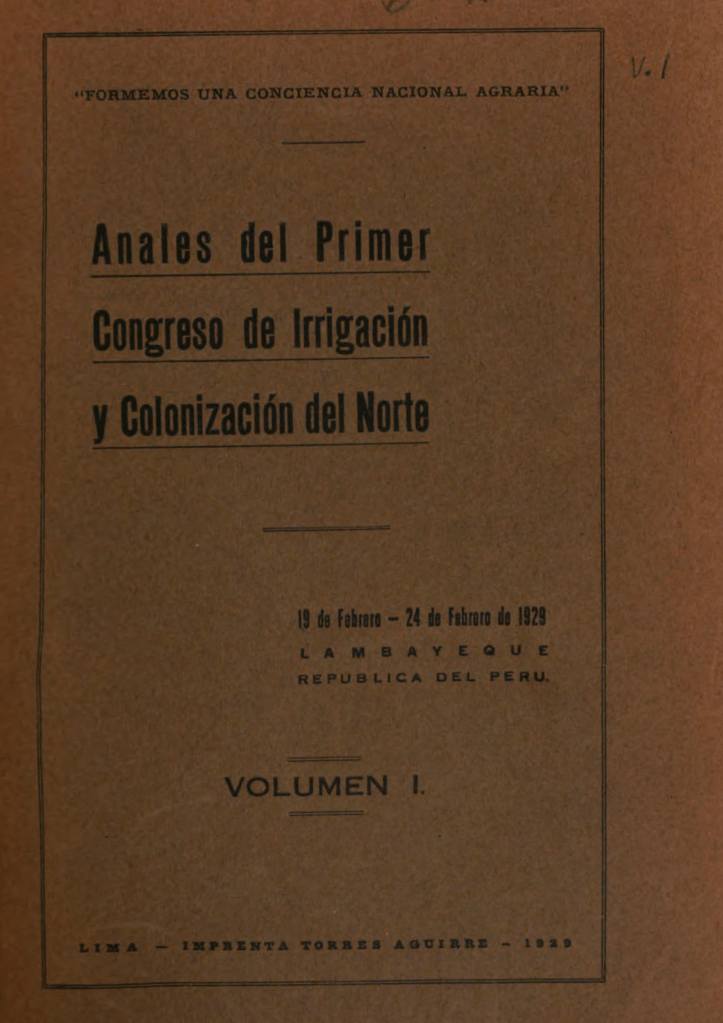 V. 1
"FORMEMOS UNA CONCIENCIA NACIONAL AGRARIA"
Anales del Primer
Congreso de Irrigación
y Colonización del Norte
19 de Febrero — 24 de Febrero de 1929
LAMBAYEQUE
REPUBLICA DEL PERU.
VOLUMEN I.
LIMA — IMPRENTA TORRES AGUIRRE — 1929